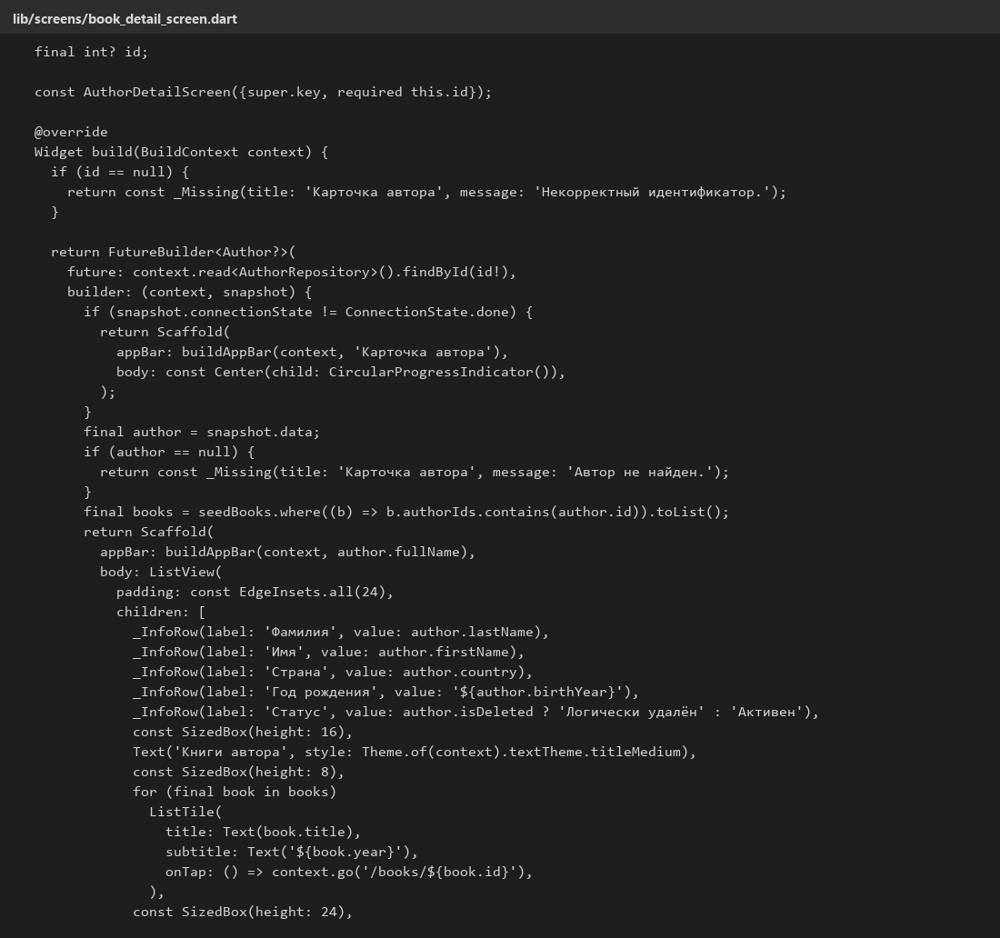 lib/screens/book_detail_screen.dart
final int? id;
const AuthorDetailScreen({super.key, required this.id});
@override
Widget build(BuildContext context) {
if (id == null) {
return const _Missing(title: 'Карточка автора', message: 'Некорректный идентификатор.');
}
return FutureBuilder<Author?>(
future: context.read<AuthorRepository>().findById(id!),
builder: (context, snapshot) {
if (snapshot.connectionState != ConnectionState.done) {
return Scaffold(
appBar: buildAppBar(context, 'Карточка автора'),
body: const Center(child: CircularProgressIndicator()),
);
}
final author = snapshot.data;
if (author == null) {
return const _Missing(title: 'Карточка автора', message: 'Автор не найден.');
}
final books = seedBooks.where((b) => b.authorIds.contains(author.id)).toList();
return Scaffold(
appBar: buildAppBar(context, author.fullName),
body: ListView(
padding: const EdgeInsets.all(24),
children: [
_InfoRow(label: 'Фамилия', value: author.lastName),
_InfoRow(label: 'Имя', value: author.firstName),
_InfoRow(label: 'Страна', value: author.country),
_InfoRow(label: 'Год рождения', value: '${author.birthYear}'),
_InfoRow(label: 'Статус', value: author.isDeleted ? 'Логически удалён' : 'Активен'),
const SizedBox(height: 16),
Text('Книги автора', style: Theme.of(context).textTheme.titleMedium),
const SizedBox(height: 8),
for (final book in books)
ListTile(
title: Text(book.title),
subtitle: Text('${book.year}'),
onTap: () => context.go('/books/${book.id}'),
),
const SizedBox(height: 24),